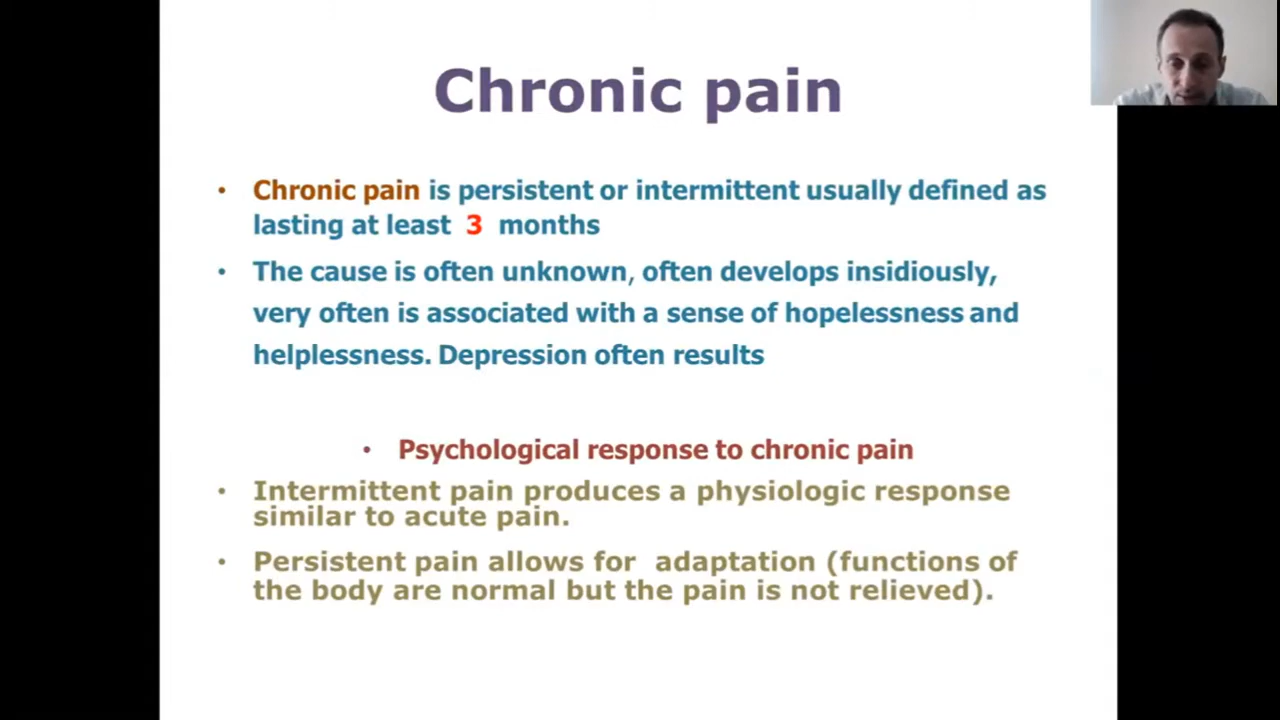 Chronic pain
• Chronic pain is persistent or intermittent usually defined as
lasting at least 3 months
• The cause is often unknown, often develops insidiously,
very often is associated with a sense of hopelessness and
helplessness. Depression often results
• Psychological response to chronic pain
• Intermittent pain produces a physiologic response
similar to acute pain.
• Persistent pain allows for adaptation (functions of
the body are normal but the pain is not relieved).